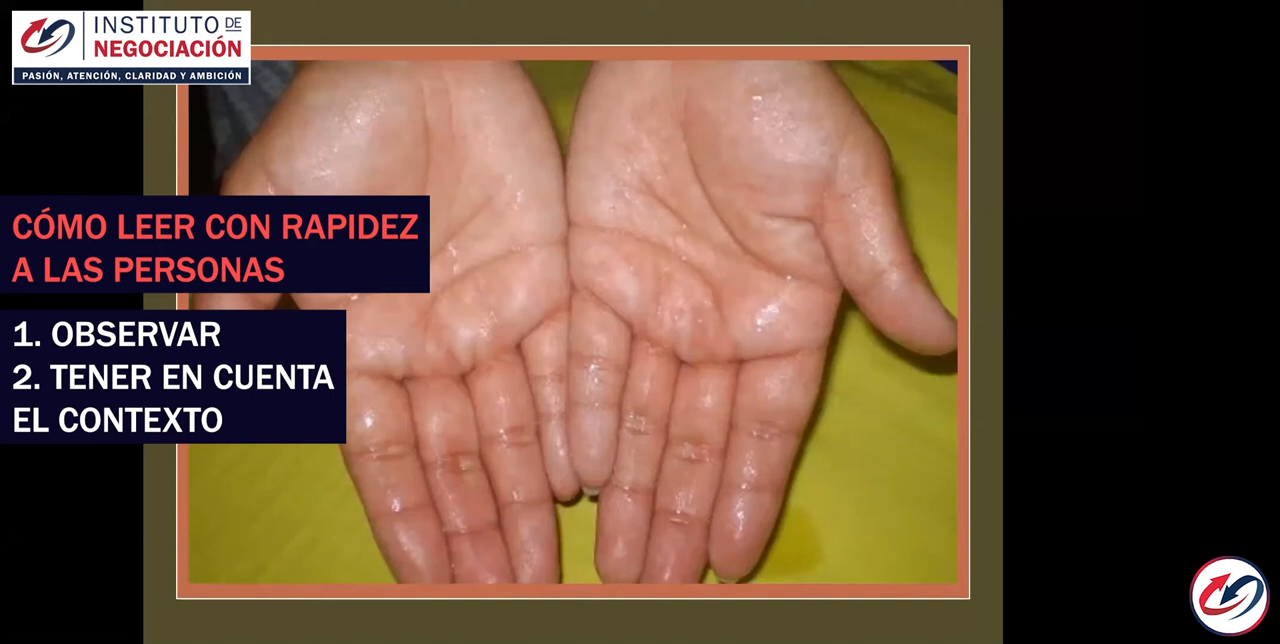 INSTITUTO DE
NEGOCIACIÓN
PASIÓN, ATENCIÓN, CLARIDAD Y AMBICIÓN
CÓMO LEER CON RAPIDEZ
A LAS PERSONAS
1. OBSERVAR
2. TENER EN CUENTA
EL CONTEXTO